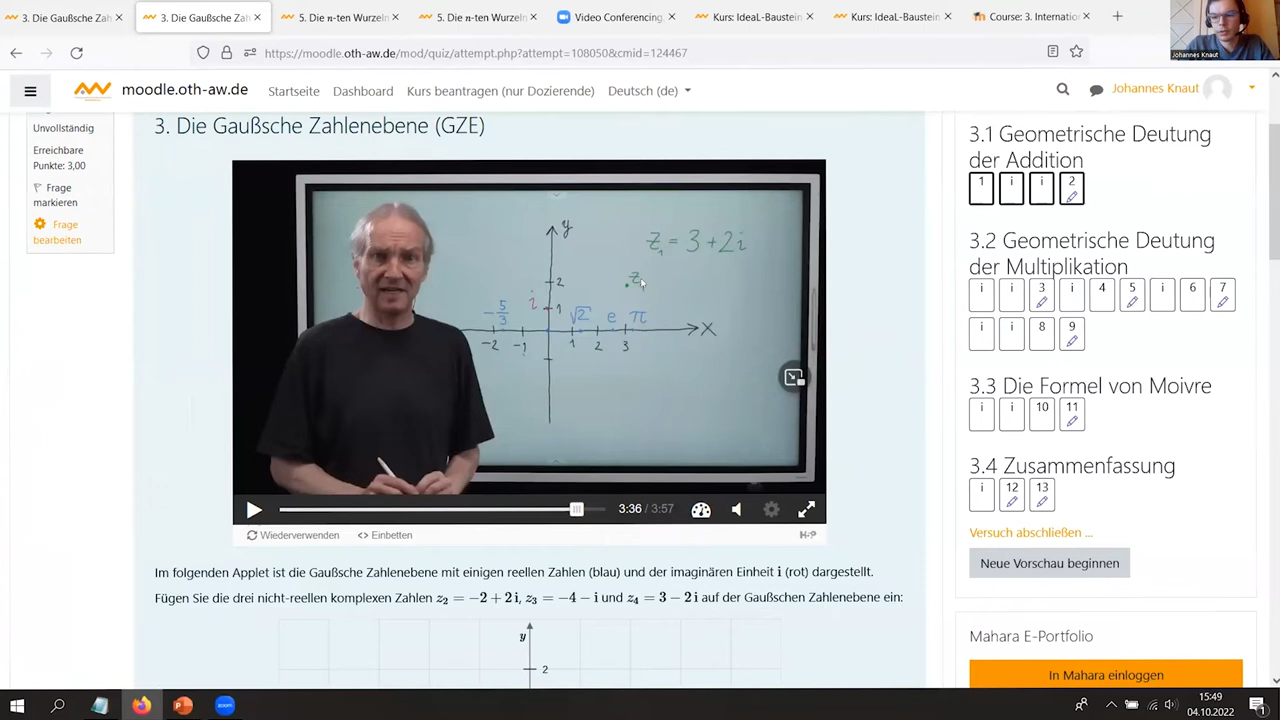 3. Die Gaußsche Zahl
3. Die Gaußsche Zahl
5. Die n-ten Wurzeln
5. Die n-ten Wurzeln
Video Conferencing,
Kurs: IdeaL-Baustein
Kurs: IdeaL-Baustein
Course: 3. Internatio
https://moodle.oth-aw.de/mod/quiz/attempt.php?attempt=108050&cmid=124467
Johannes Knaut
moodle.oth-aw.de
Startseite
Dashboard
Kurs beantragen (nur Dozierende)
Deutsch (de)
Johannes Knaut
Unvollständig
Erreichbare
Punkte: 3,00
Frage
markieren
Frage
bearbeiten
3. Die Gaußsche Zahlenebene (GZE)
y
z₁ = 3 + 2i
2
z
i
1
-5/3
√2
e
π
x
-2 -1 1 2 3
3:36 / 3:57
Wiederverwenden
<> Einbetten
H-P
Im folgenden Applet ist die Gaußsche Zahlenebene mit einigen reellen Zahlen (blau) und der imaginären Einheit i (rot) dargestellt.
Fügen Sie die drei nicht-reellen komplexen Zahlen z₂ = −2 + 2 i, z₃ = −4 − i und z₄ = 3 − 2 i auf der Gaußschen Zahlenebene ein:
y
2
3.1 Geometrische Deutung
der Addition
1 i i 2
3.2 Geometrische Deutung
der Multiplikation
i i 3 i 4 5 i 6 7
i i 8 9
3.3 Die Formel von Moivre
i i 10 11
3.4 Zusammenfassung
i 12 13
Versuch abschließen ...
Neue Vorschau beginnen
Mahara E-Portfolio
In Mahara einloggen
zoom
15:49
04.10.2022
1